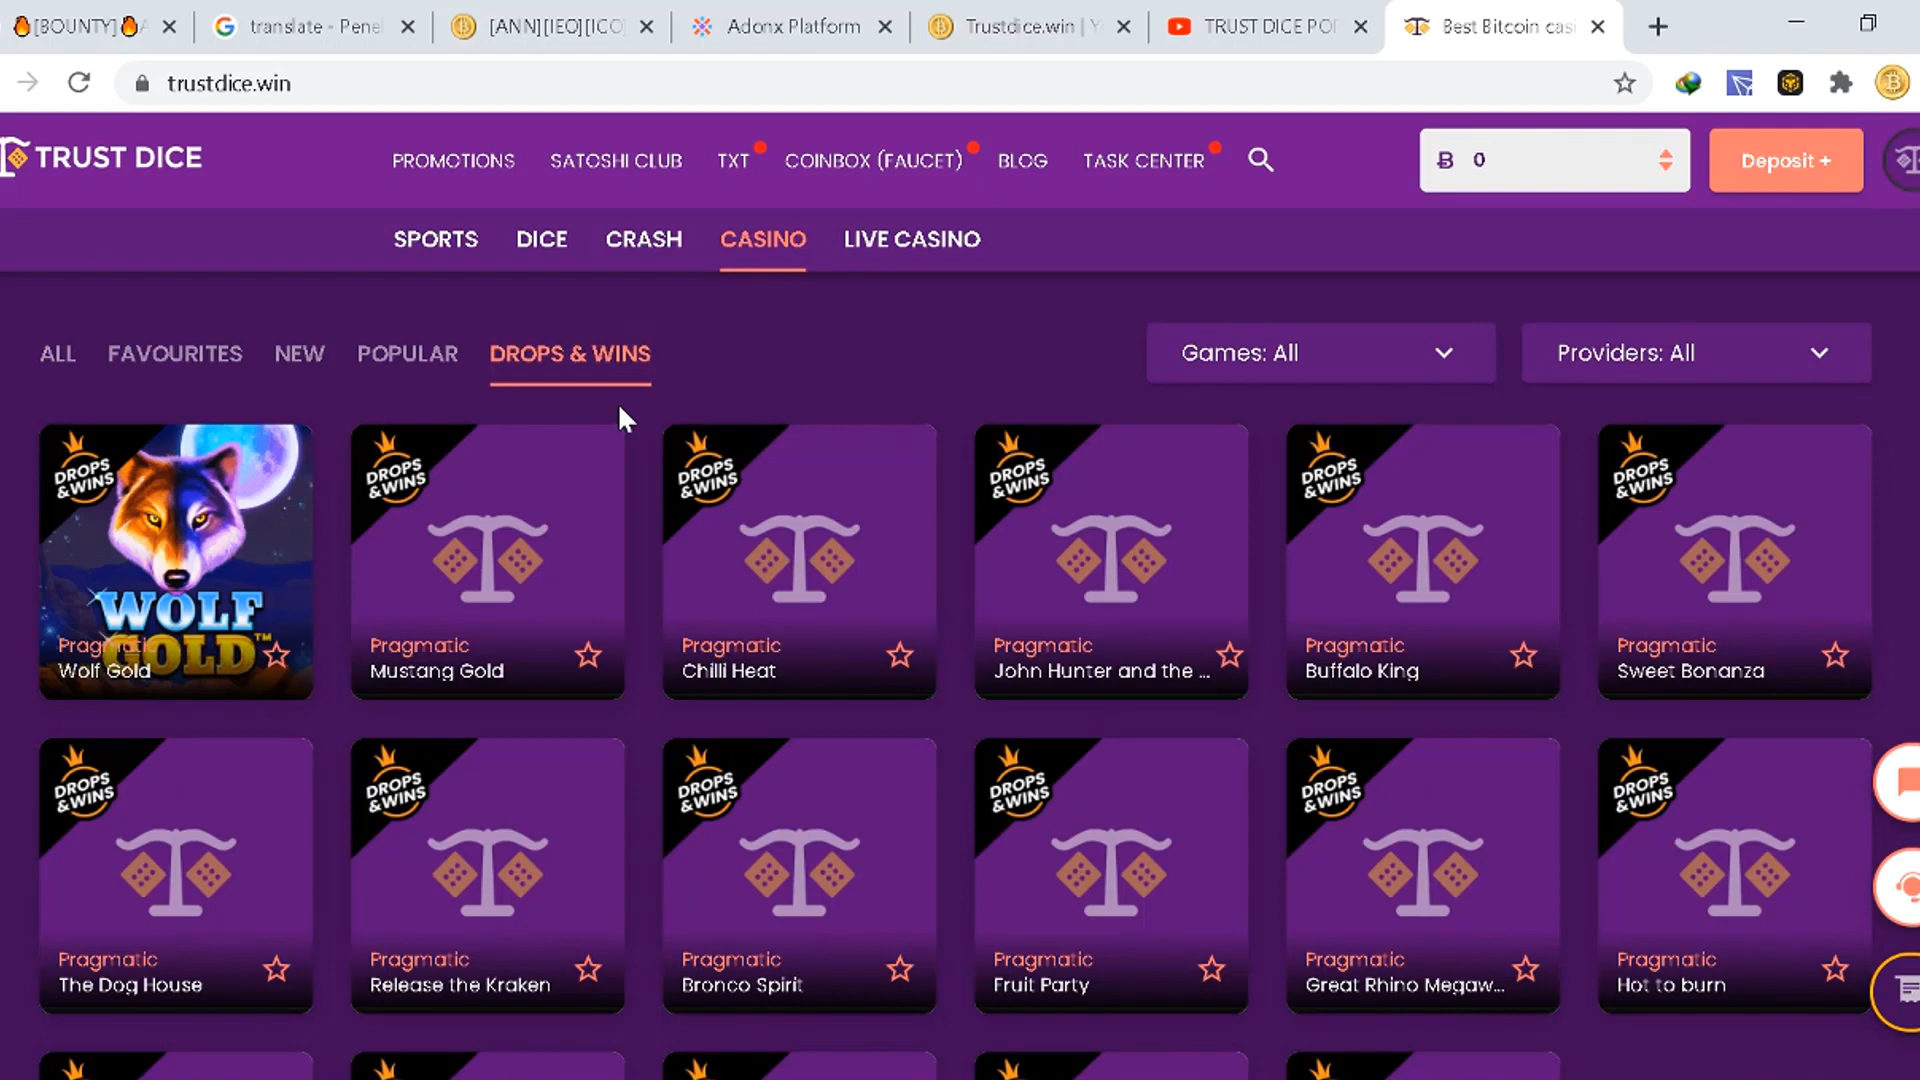 [BOUNTY]
translate - Pene
[ANN][IEO][ICO]
Adonx Platform
Trustdice.win | Y
TRUST DICE POF
Best Bitcoin casi
trustdice.win
TRUST DICE
PROMOTIONS
SATOSHI CLUB
TXT
COINBOX (FAUCET)
BLOG
TASK CENTER
0
Deposit +
SPORTS
DICE
CRASH
CASINO
LIVE CASINO
ALL
FAVOURITES
NEW
POPULAR
DROPS & WINS
Games: All
Providers: All
DROPS
&WINS
WOLF
GOLD™
Pragmatic
Wolf Gold
DROPS
&WINS
Pragmatic
Mustang Gold
DROPS
&WINS
Pragmatic
Chilli Heat
DROPS
&WINS
Pragmatic
John Hunter and the ...
DROPS
&WINS
Pragmatic
Buffalo King
DROPS
&WINS
Pragmatic
Sweet Bonanza
DROPS
&WINS
Pragmatic
The Dog House
DROPS
&WINS
Pragmatic
Release the Kraken
DROPS
&WINS
Pragmatic
Bronco Spirit
DROPS
&WINS
Pragmatic
Fruit Party
DROPS
&WINS
Pragmatic
Great Rhino Megaw...
DROPS
&WINS
Pragmatic
Hot to burn